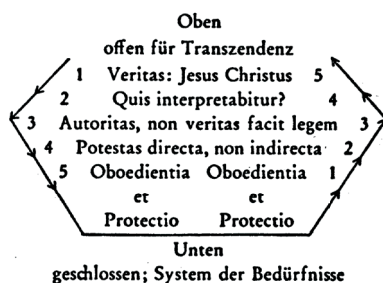 Oben
offen für Transzendenz
1 Veritas: Jesus Christus 5
2 Quis interpretabitur? 4
3 Autoritas, non veritas facit legem 3
4 Potestas directa, non indirecta 2
5 Oboedientia Oboedientia 1
et et
Protectio Protectio
Unten
geschlossen; System der Bedürfnisse